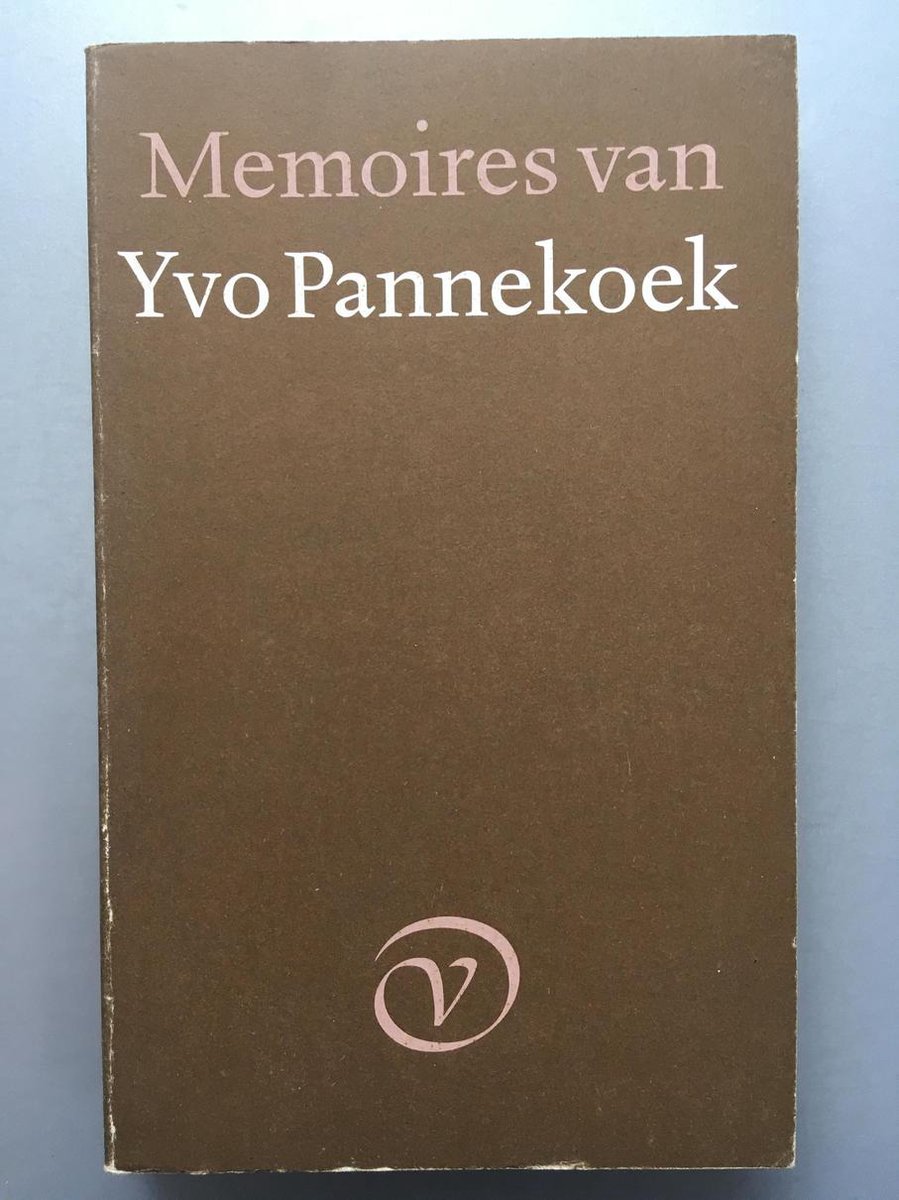 Memoires van
Yvo Pannekoek
V